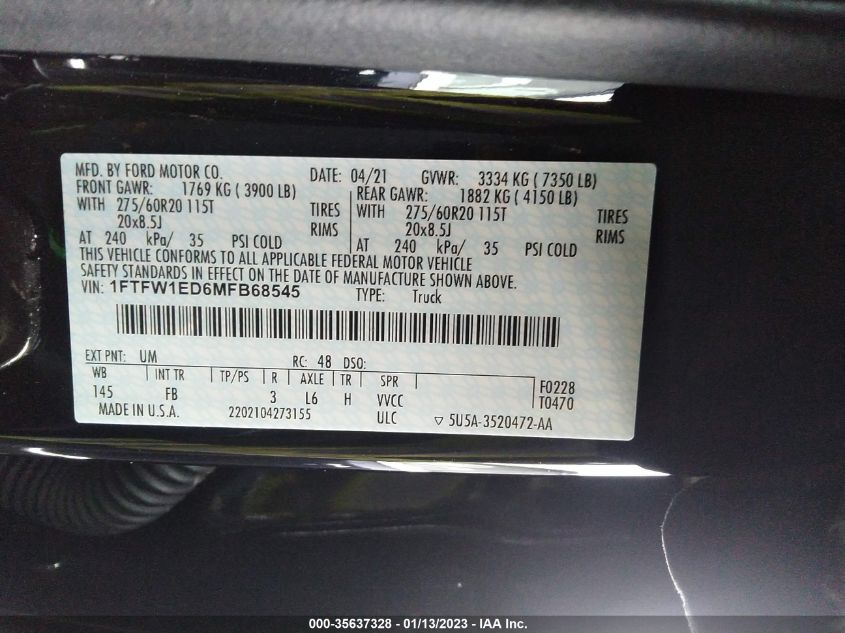 MFD. BY FORD MOTOR CO. DATE: 04/21 GVWR: 3334 KG ( 7350 LB)
FRONT GAWR: 1769 KG ( 3900 LB) REAR GAWR: 1882 KG ( 4150 LB)
WITH 275/60R20 115T TIRES WITH 275/60R20 115T TIRES
20x8.5J RIMS 20x8.5J RIMS
AT 240 kPa/ 35 PSI COLD AT 240 kPa/ 35 PSI COLD
THIS VEHICLE CONFORMS TO ALL APPLICABLE FEDERAL MOTOR VEHICLE
SAFETY STANDARDS IN EFFECT ON THE DATE OF MANUFACTURE SHOWN ABOVE.
VIN: 1FTFW1ED6MFB68545 TYPE: Truck
EXT PNT: UM RC: 48 DSO:
WB INT TR TP/PS R AXLE TR SPR F0228
145 FB 3 L6 H VVCC T0470
MADE IN U.S.A. 2202104273155 ULC ▽ 5U5A-3520472-AA
000-35637328 - 01/13/2023 - IAA Inc.